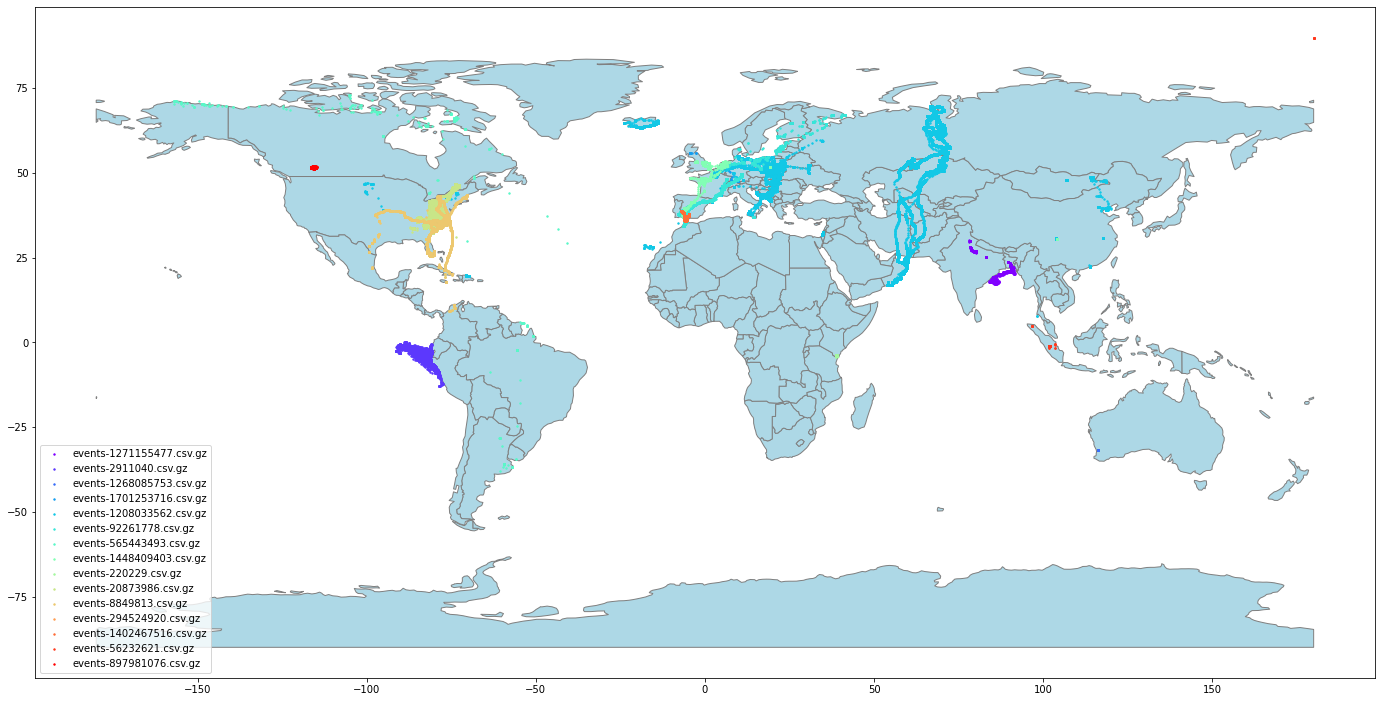 75
50
25
0
−25
−50
−75
events-1271155477.csv.gz
events-2911040.csv.gz
events-1268085753.csv.gz
events-1701253716.csv.gz
events-1208033562.csv.gz
events-92261778.csv.gz
events-565443493.csv.gz
events-1448409403.csv.gz
events-220229.csv.gz
events-20873986.csv.gz
events-8849813.csv.gz
events-294524920.csv.gz
events-1402467516.csv.gz
events-56232621.csv.gz
events-897981076.csv.gz
−150 −100 −50 0 50 100 150